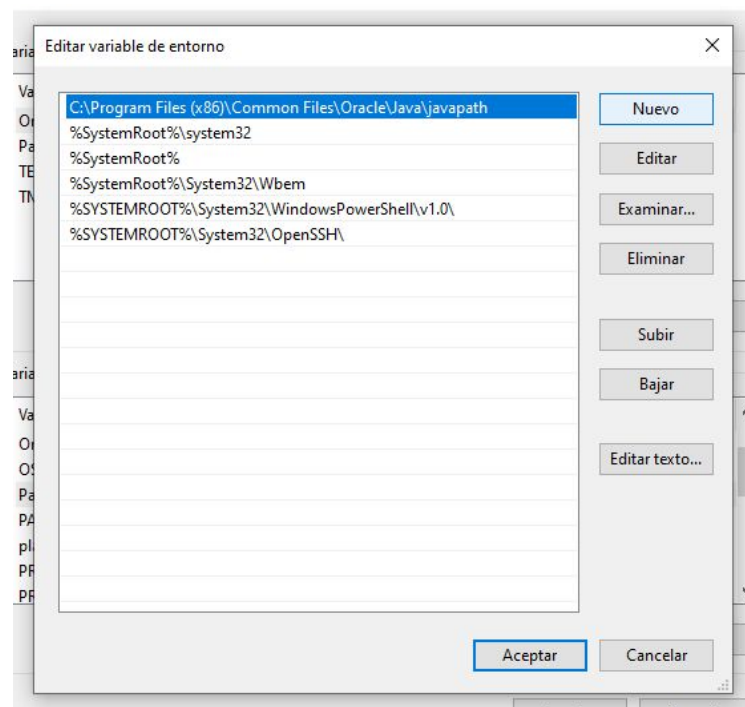 Editar variable de entorno
C:\Program Files (x86)\Common Files\Oracle\Java\javapath
%SystemRoot%\system32
%SystemRoot%
%SystemRoot%\System32\Wbem
%SYSTEMROOT%\System32\WindowsPowerShell\v1.0\
%SYSTEMROOT%\System32\OpenSSH\
Nuevo
Editar
Examinar...
Eliminar
Subir
Bajar
Editar texto...
Aceptar
Cancelar